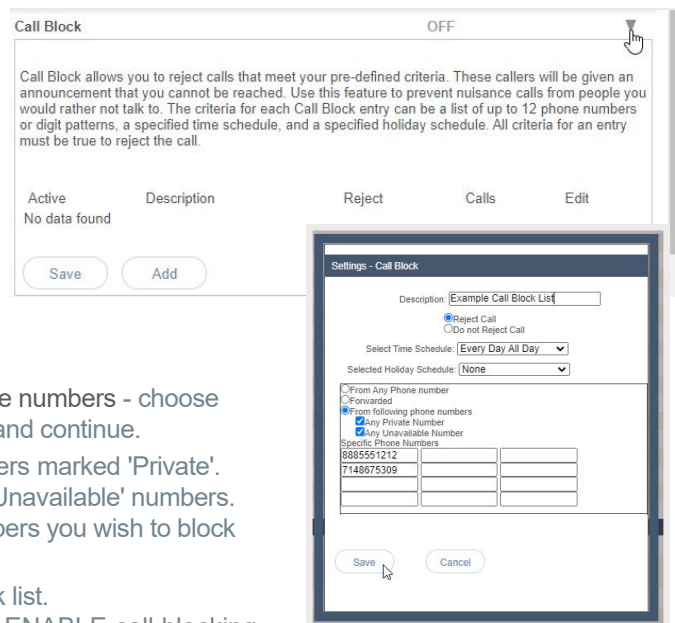 Call Block OFF
Call Block allows you to reject calls that meet your pre-defined criteria. These callers will be given an
announcement that you cannot be reached. Use this feature to prevent nuisance calls from people you
would rather not talk to. The criteria for each Call Block entry can be a list of up to 12 phone numbers
or digit patterns, a specified time schedule, and a specified holiday schedule. All criteria for an entry
must be true to reject the call.
Active Description Reject Calls Edit
No data found
Save Add
Settings - Call Block
Description: Example Call Block List
Reject Call
Do not Reject Call
Select Time Schedule: Every Day All Day
Selected Holiday Schedule: None
From Any Phone number
Forwarded
From following phone numbers
Any Private Number
Any Unavailable Number
Specific Phone Numbers
8885551212
7148675309
Save Cancel
e numbers - choose
and continue.
ers marked 'Private'.
Unavailable' numbers.
bers you wish to block
k list.
ENABLE call blocking